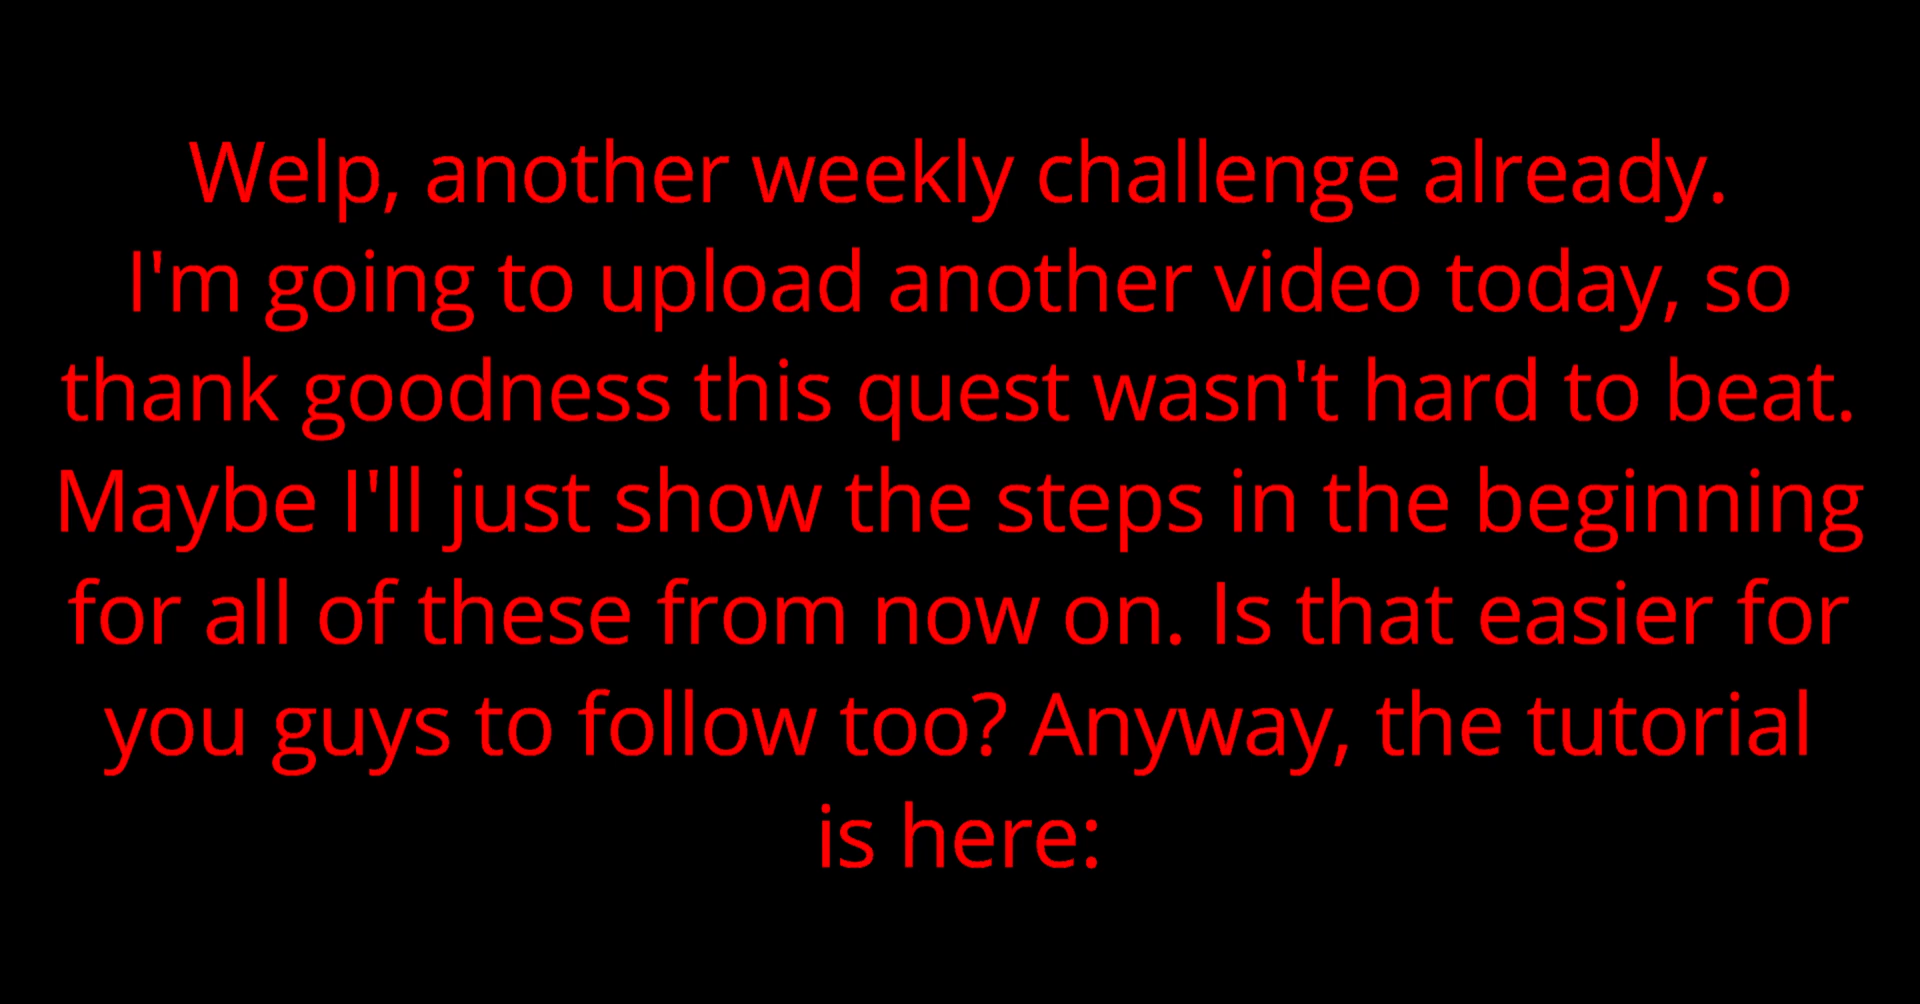 Welp, another weekly challenge already.
I'm going to upload another video today, so
thank goodness this quest wasn't hard to beat.
Maybe I'll just show the steps in the beginning
for all of these from now on. Is that easier for
you guys to follow too? Anyway, the tutorial
is here: